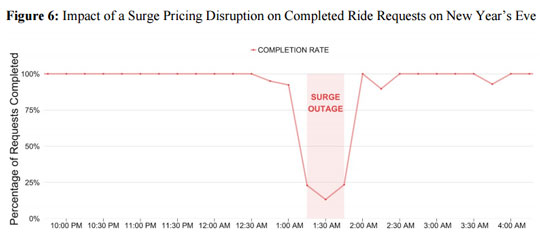 Figure 6: Impact of a Surge Pricing Disruption on Completed Ride Requests on New Year's Eve
COMPLETION RATE
Percentage of Requests Completed
100%
75%
50%
25%
0%
SURGE
OUTAGE
10:00 PM 10:30 PM 11:00 PM 11:30 PM 12:00 AM 12:30 AM 1:00 AM 1:30 AM 2:00 AM 2:30 AM 3:00 AM 3:30 AM 4:00 AM